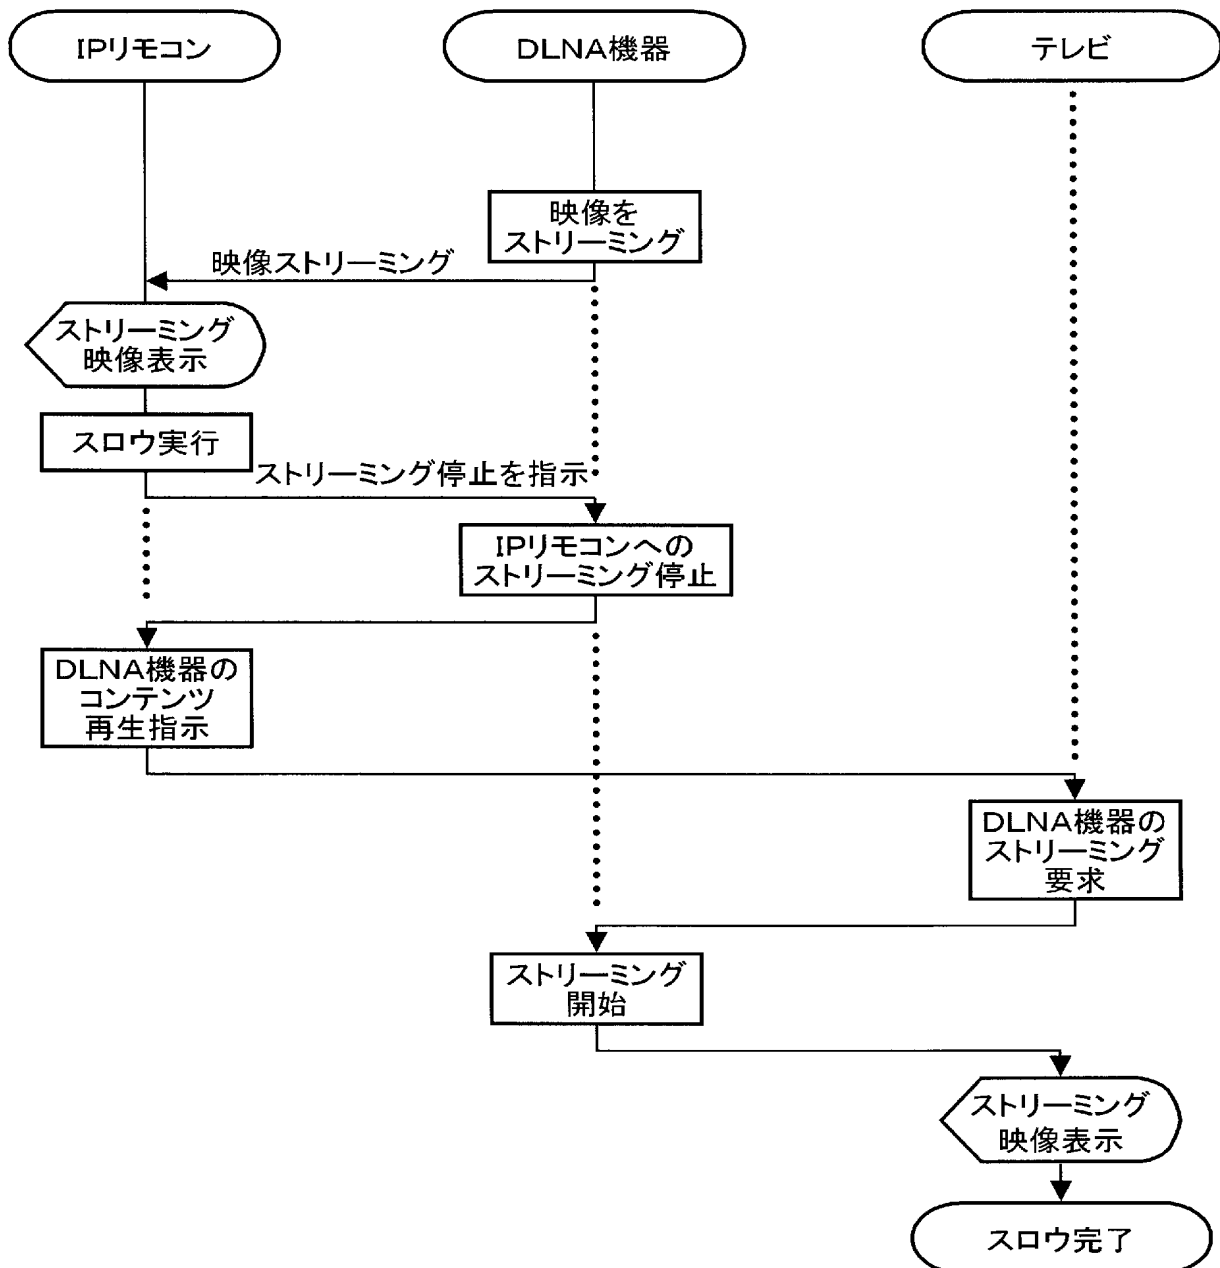 IPリモコン
DLNA機器
テレビ
映像を
ストリーミング
映像ストリーミング
ストリーミング
映像表示
スロウ実行
ストリーミング停止を指示
IPリモコンへの
ストリーミング停止
DLNA機器の
コンテンツ
再生指示
DLNA機器の
ストリーミング
要求
ストリーミング
開始
ストリーミング
映像表示
スロウ完了